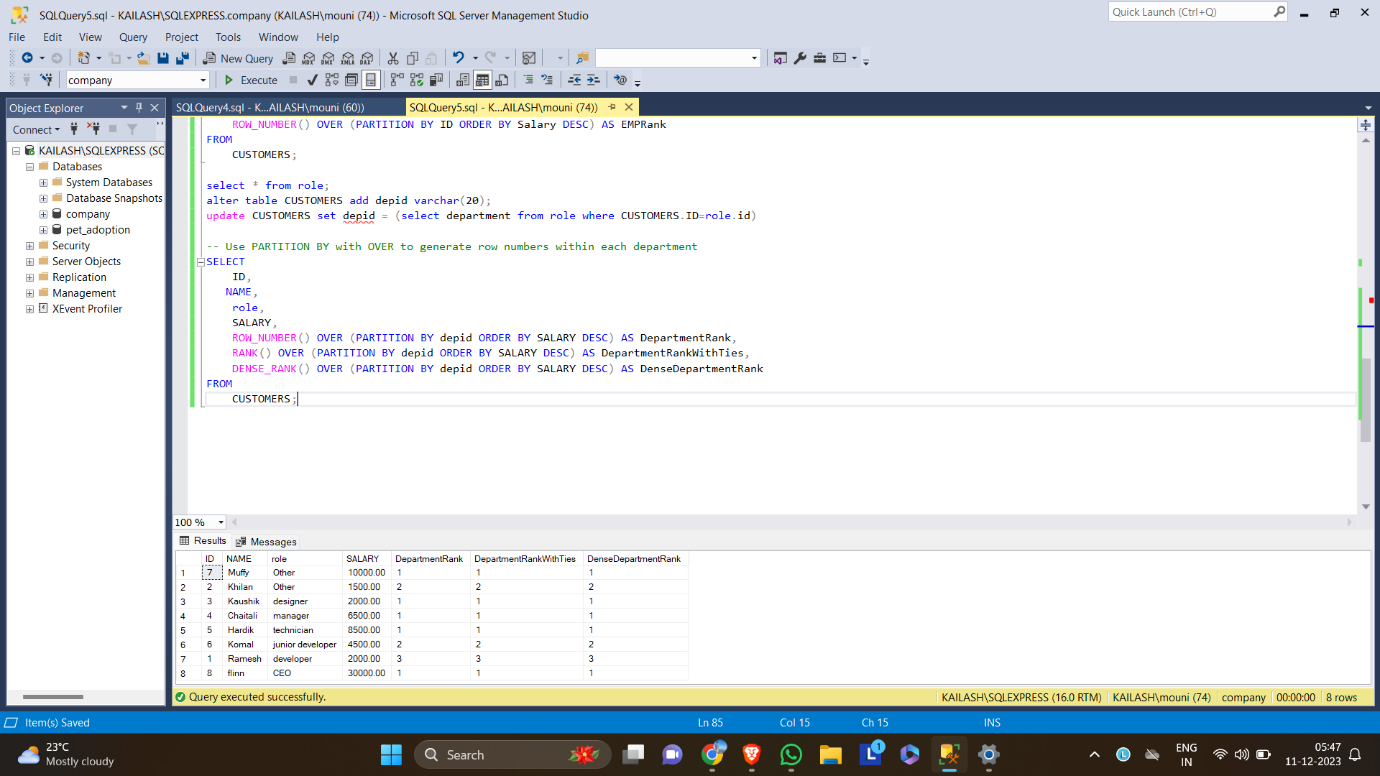 SQLQuery5.sql - KAILASH\SQLEXPRESS.company (KAILASH\mouni (74)) - Microsoft SQL Server Management Studio
Quick Launch (Ctrl+Q)
File Edit View Query Project Tools Window Help
New Query
company
Execute
Object Explorer
SQLQuery4.sql - K...AILASH\mouni (60))
SQLQuery5.sql - K...AILASH\mouni (74))
Connect
KAILASH\SQLEXPRESS (SC
Databases
System Databases
Database Snapshots
company
pet_adoption
Security
Server Objects
Replication
Management
XEvent Profiler
ROW_NUMBER() OVER (PARTITION BY ID ORDER BY Salary DESC) AS EMPRank
FROM
CUSTOMERS;
select * from role;
alter table CUSTOMERS add depid varchar(20);
update CUSTOMERS set depid = (select department from role where CUSTOMERS.ID=role.id)
-- Use PARTITION BY with OVER to generate row numbers within each department
SELECT
ID,
NAME,
role,
SALARY,
ROW_NUMBER() OVER (PARTITION BY depid ORDER BY SALARY DESC) AS DepartmentRank,
RANK() OVER (PARTITION BY depid ORDER BY SALARY DESC) AS DepartmentRankWithTies,
DENSE_RANK() OVER (PARTITION BY depid ORDER BY SALARY DESC) AS DenseDepartmentRank
FROM
CUSTOMERS;
100 %
Results Messages
ID NAME role SALARY DepartmentRank DepartmentRankWithTies DenseDepartmentRank
1 7 Muffy Other 10000.00 1 1 1
2 2 Khilan Other 1500.00 2 2 2
3 3 Kaushik designer 2000.00 1 1 1
4 4 Chaitali manager 6500.00 1 1 1
5 5 Hardik technician 8500.00 1 1 1
6 6 Komal junior developer 4500.00 2 2 2
7 1 Ramesh developer 2000.00 3 3 3
8 8 flinn CEO 30000.00 1 1 1
Query executed successfully.
KAILASH\SQLEXPRESS (16.0 RTM) KAILASH\mouni (74) company 00:00:00 8 rows
Item(s) Saved Ln 85 Col 15 Ch 15 INS
23°C
Mostly cloudy
Search
1
ENG
IN
05:47
11-12-2023